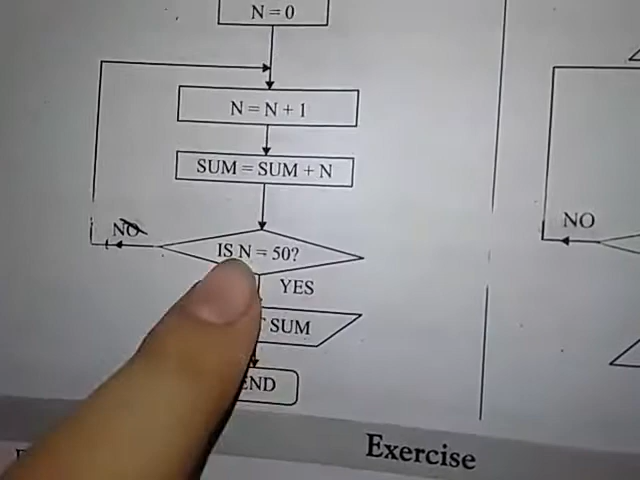 N = 0
N = N + 1
SUM = SUM + N
NO
NO
IS N = 50?
YES
SUM
END
Exercise